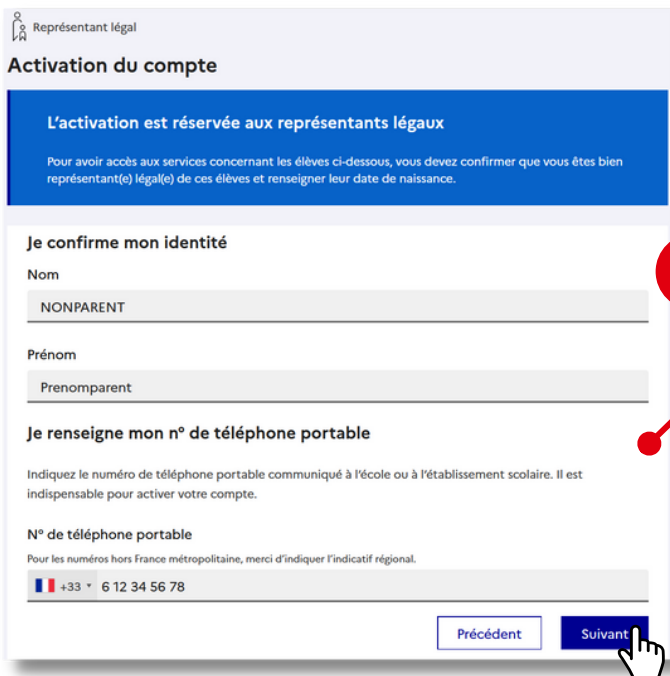 Représentant légal
Activation du compte
L'activation est réservée aux représentants légaux
Pour avoir accès aux services concernant les élèves ci-dessous, vous devez confirmer que vous êtes bien
représentant(e) légal(e) de ces élèves et renseigner leur date de naissance.
Je confirme mon identité
Nom
NONPARENT
Prénom
Prenomparent
Je renseigne mon n° de téléphone portable
Indiquez le numéro de téléphone portable communiqué à l'école ou à l'établissement scolaire. Il est
indispensable pour activer votre compte.
N° de téléphone portable
Pour les numéros hors France métropolitaine, merci d'indiquer l'indicatif régional.
+33 6 12 34 56 78
Précédent Suivant